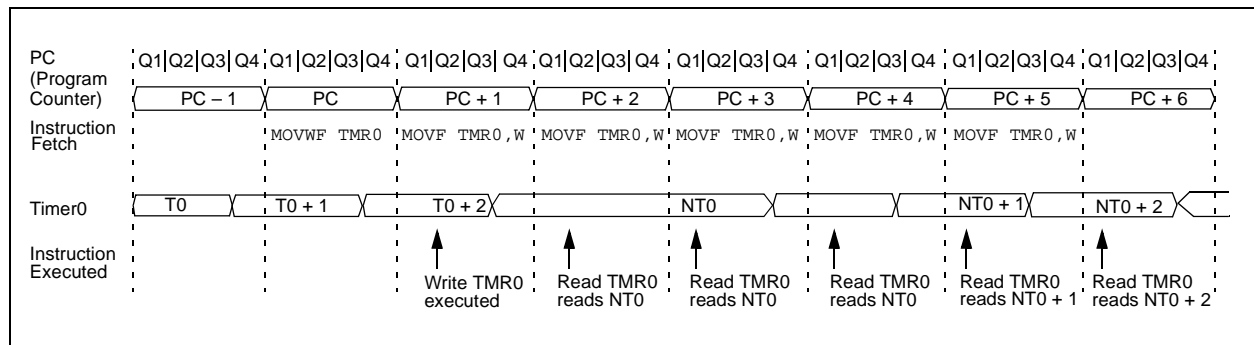 PC
(Program
Counter)
Q1 Q2 Q3 Q4 Q1 Q2 Q3 Q4 Q1 Q2 Q3 Q4 Q1 Q2 Q3 Q4 Q1 Q2 Q3 Q4 Q1 Q2 Q3 Q4 Q1 Q2 Q3 Q4 Q1 Q2 Q3 Q4
PC – 1 PC PC + 1 PC + 2 PC + 3 PC + 4 PC + 5 PC + 6
Instruction
Fetch
MOVWF TMR0 MOVF TMR0,W MOVF TMR0,W MOVF TMR0,W MOVF TMR0,W MOVF TMR0,W
Timer0
T0 T0 + 1 T0 + 2 NT0 NT0 + 1 NT0 + 2
Instruction
Executed
Write TMR0
executed
Read TMR0
reads NT0
Read TMR0
reads NT0
Read TMR0
reads NT0
Read TMR0
reads NT0 + 1
Read TMR0
reads NT0 + 2